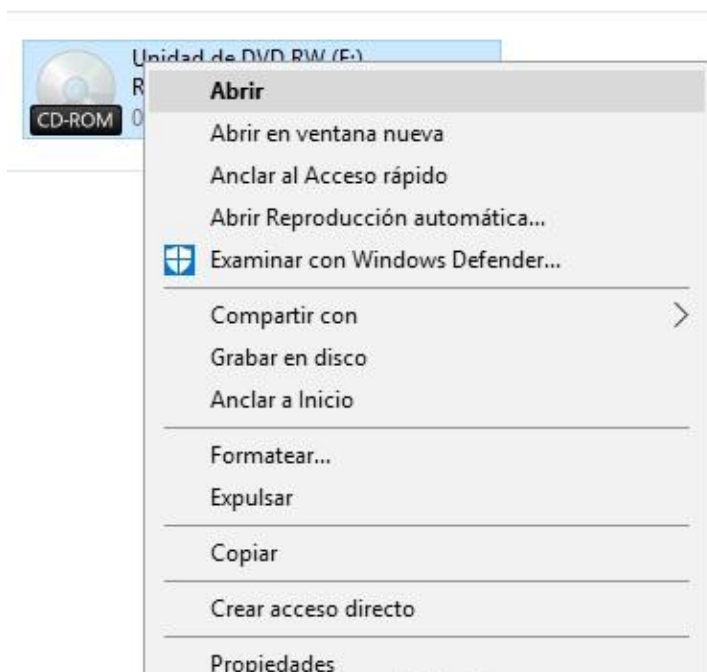 Unidad de DVD RW (E:)
R
CD-ROM
0
Abrir
Abrir en ventana nueva
Anclar al Acceso rápido
Abrir Reproducción automática...
Examinar con Windows Defender...
Compartir con
Grabar en disco
Anclar a Inicio
Formatear...
Expulsar
Copiar
Crear acceso directo
Propiedades